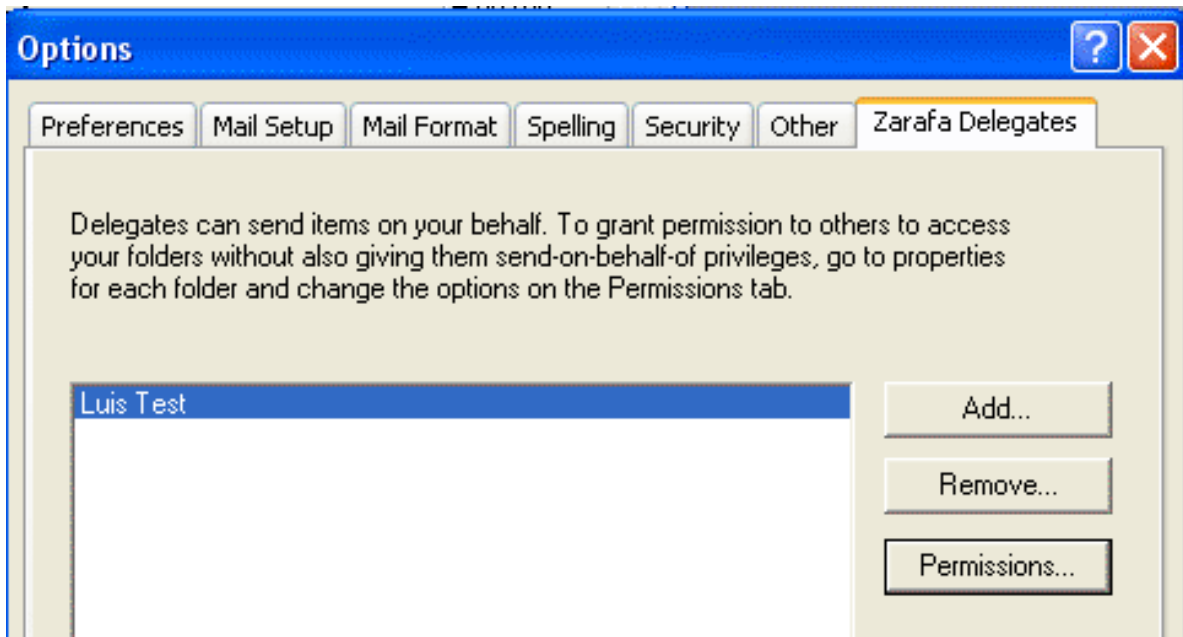 Options
Preferences Mail Setup Mail Format Spelling Security Other Zarafa Delegates
Delegates can send items on your behalf. To grant permission to others to access
your folders without also giving them send-on-behalf-of privileges, go to properties
for each folder and change the options on the Permissions tab.
Luis Test
Add...
Remove...
Permissions...